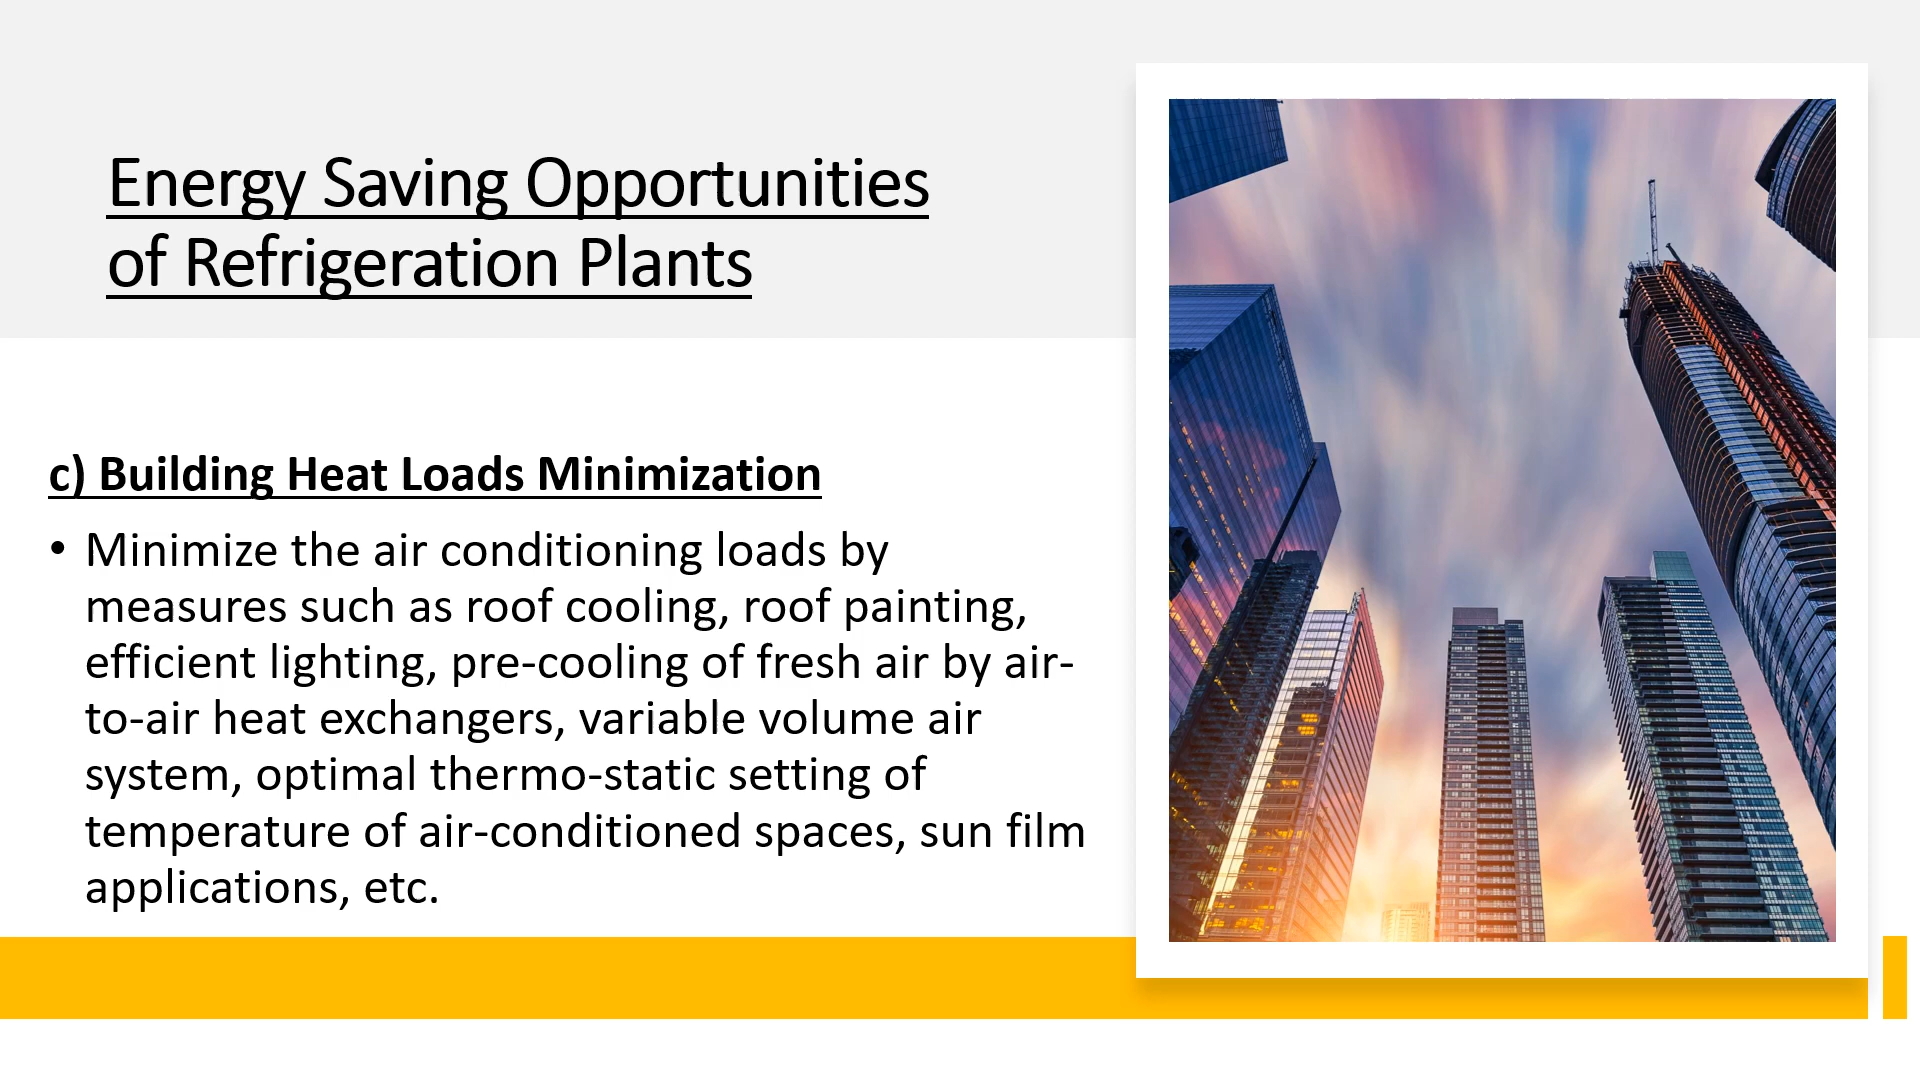 Energy Saving Opportunities
of Refrigeration Plants
c) Building Heat Loads Minimization
• Minimize the air conditioning loads by
measures such as roof cooling, roof painting,
efficient lighting, pre-cooling of fresh air by air-
to-air heat exchangers, variable volume air
system, optimal thermo-static setting of
temperature of air-conditioned spaces, sun film
applications, etc.